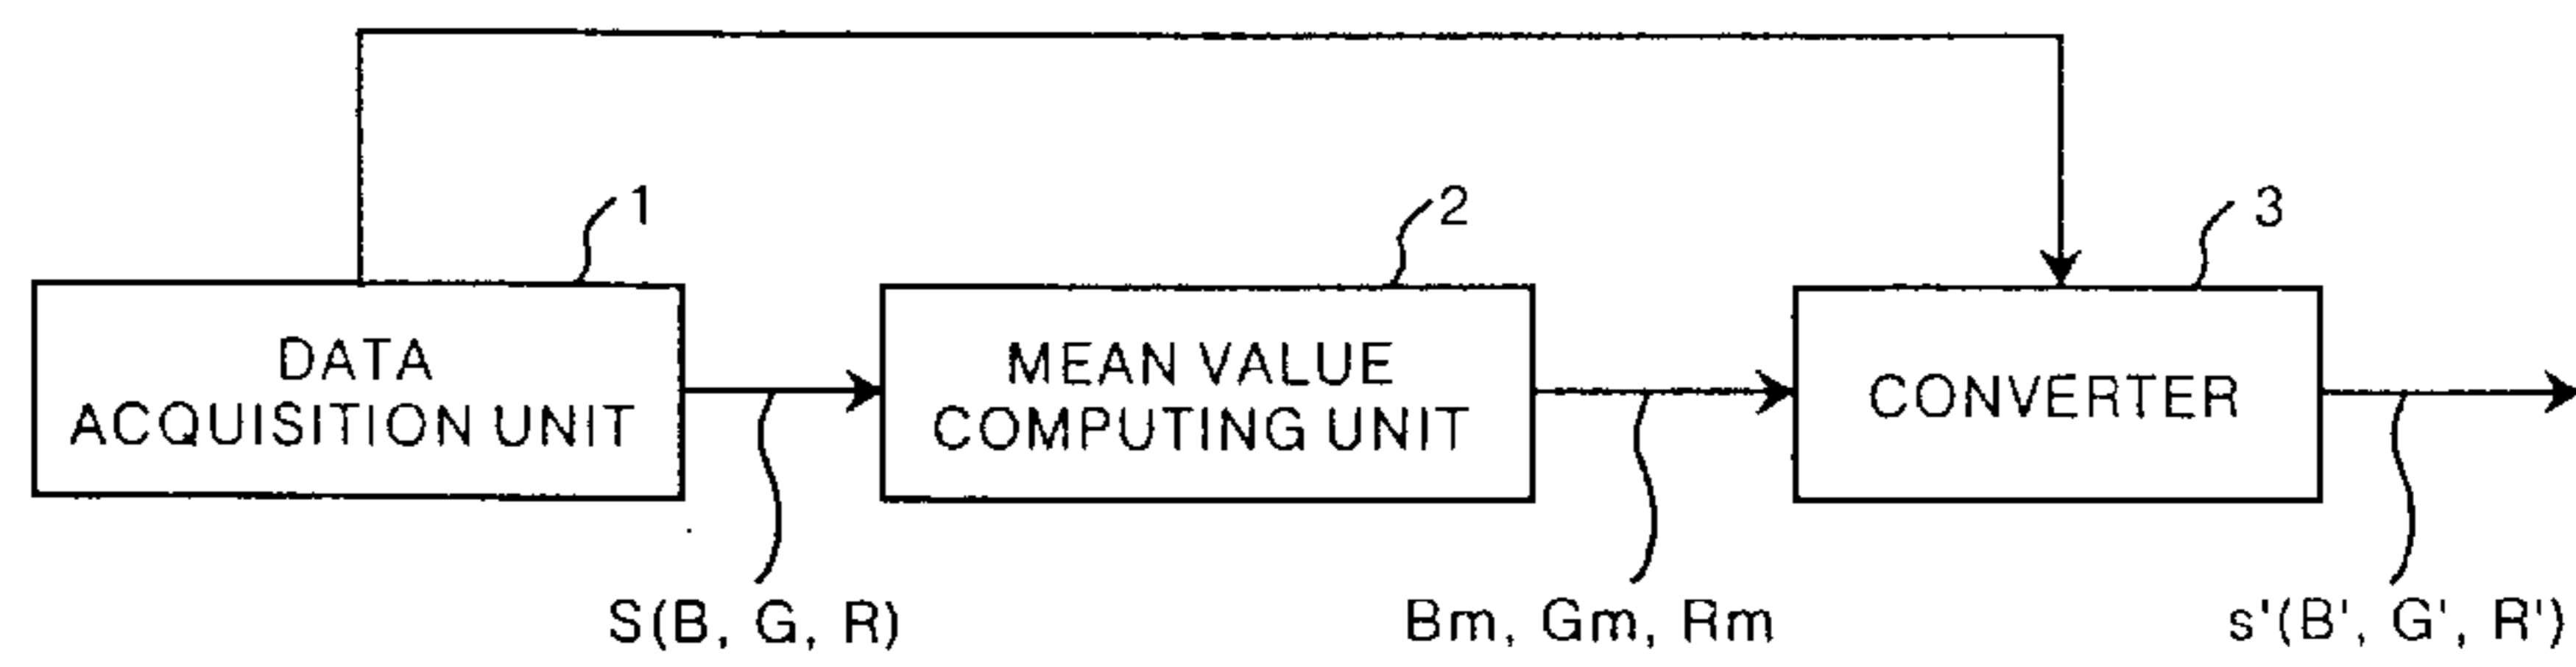 1
2
3
DATA
ACQUISITION UNIT
MEAN VALUE
COMPUTING UNIT
CONVERTER
S(B, G, R)
Bm, Gm, Rm
s'(B', G', R')